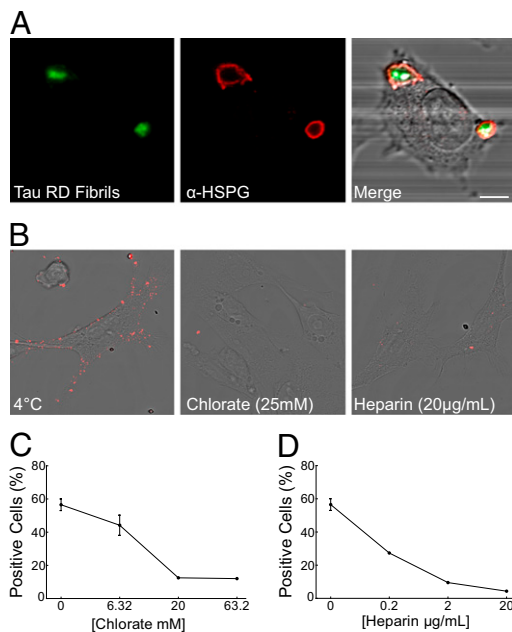 A
Tau RD Fibrils
α-HSPG
Merge
B
4°C
Chlorate (25mM)
Heparin (20μg/mL)
C
Positive Cells (%)
80
60
40
20
0
0 6.32 20 63.2
[Chlorate mM]
D
Positive Cells (%)
80
60
40
20
0
0 0.2 2 20
[Heparin μg/mL]